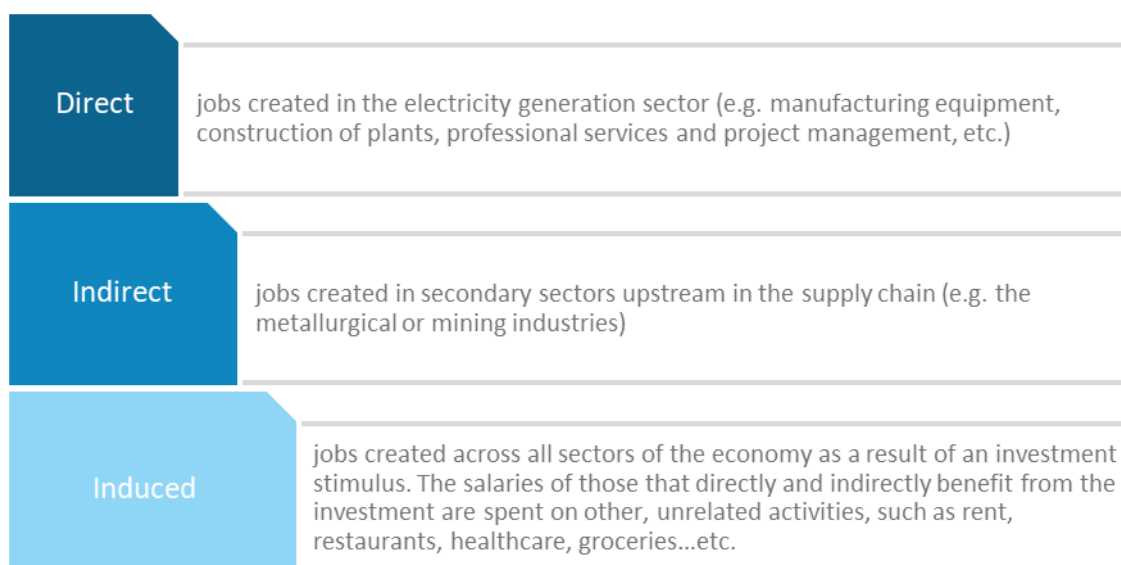 Direct
jobs created in the electricity generation sector (e.g. manufacturing equipment,
construction of plants, professional services and project management, etc.)
Indirect
jobs created in secondary sectors upstream in the supply chain (e.g. the
metallurgical or mining industries)
Induced
jobs created across all sectors of the economy as a result of an investment
stimulus. The salaries of those that directly and indirectly benefit from the
investment are spent on other, unrelated activities, such as rent,
restaurants, healthcare, groceries...etc.